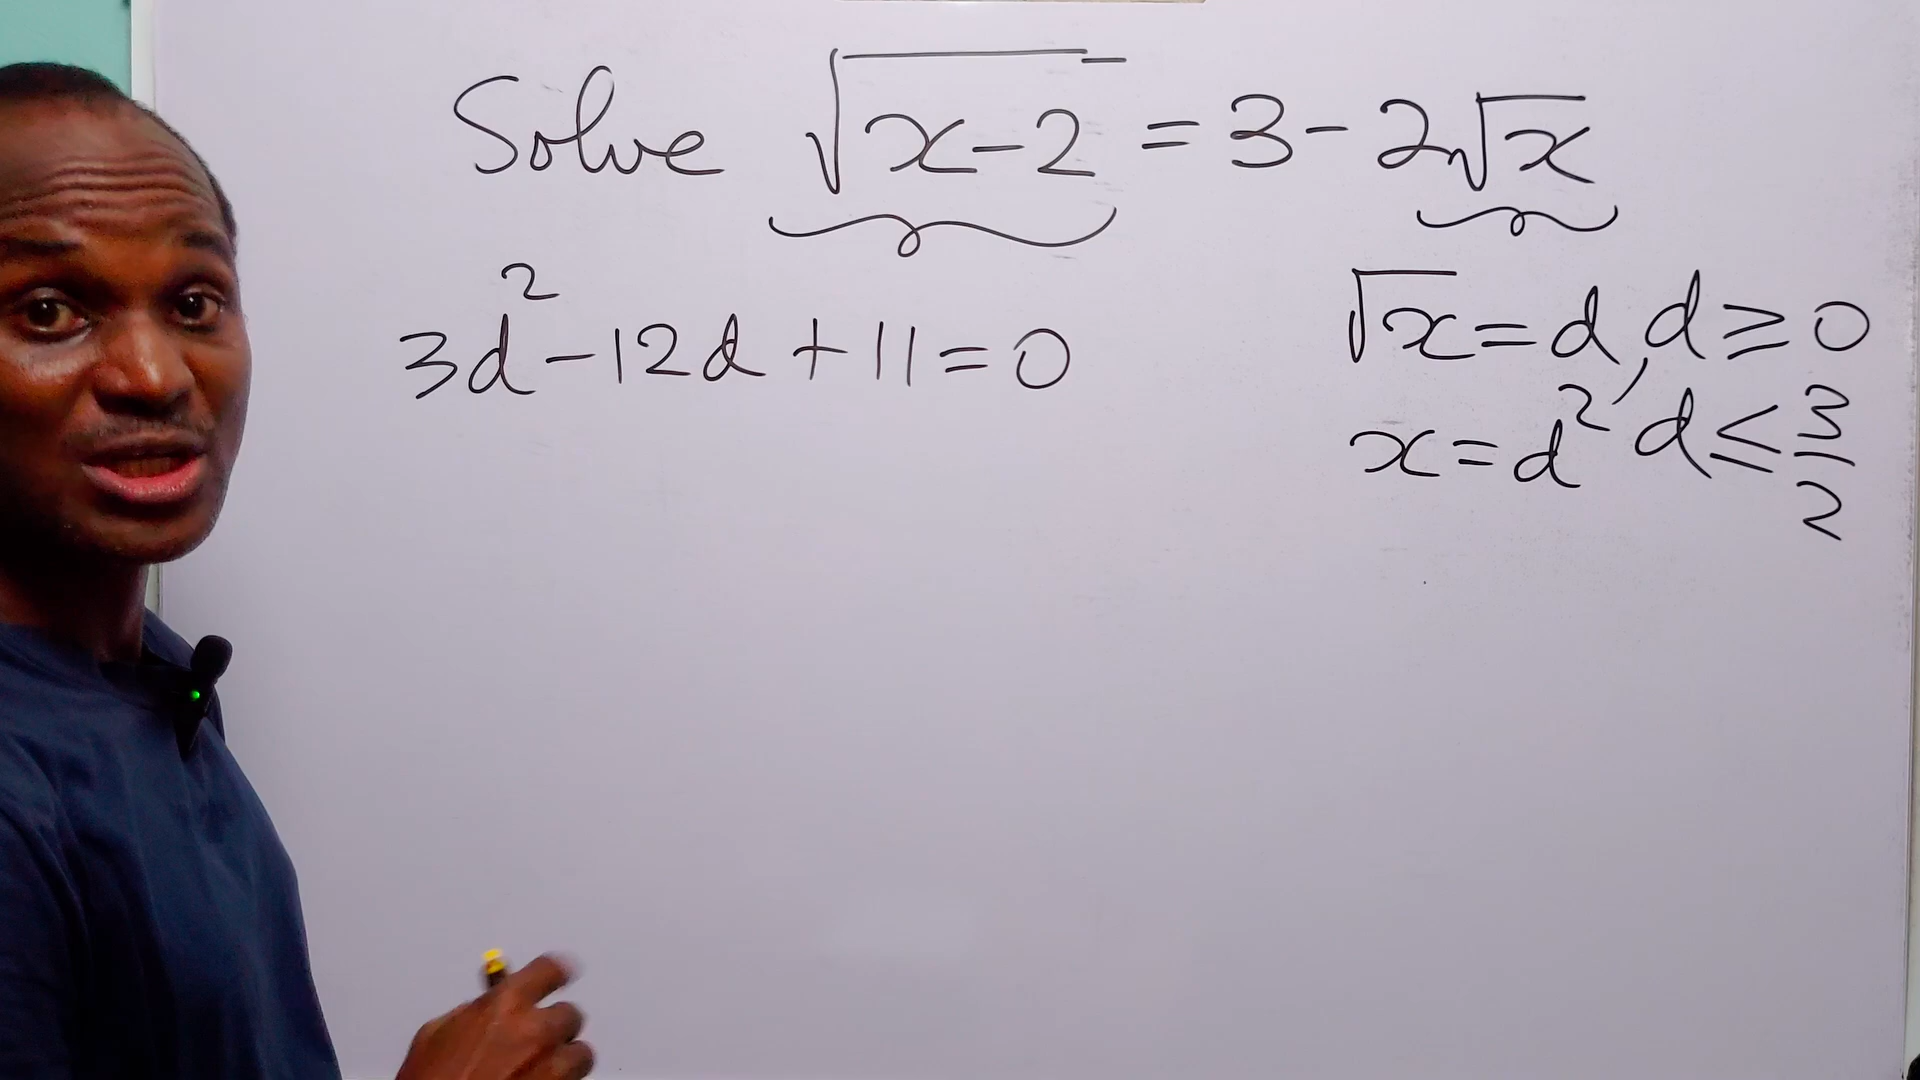 Solve √(x-2) = 3 - 2√x
3d² - 12d + 11 = 0
√x = d, d ≥ 0
x = d², d ≤ 3/2